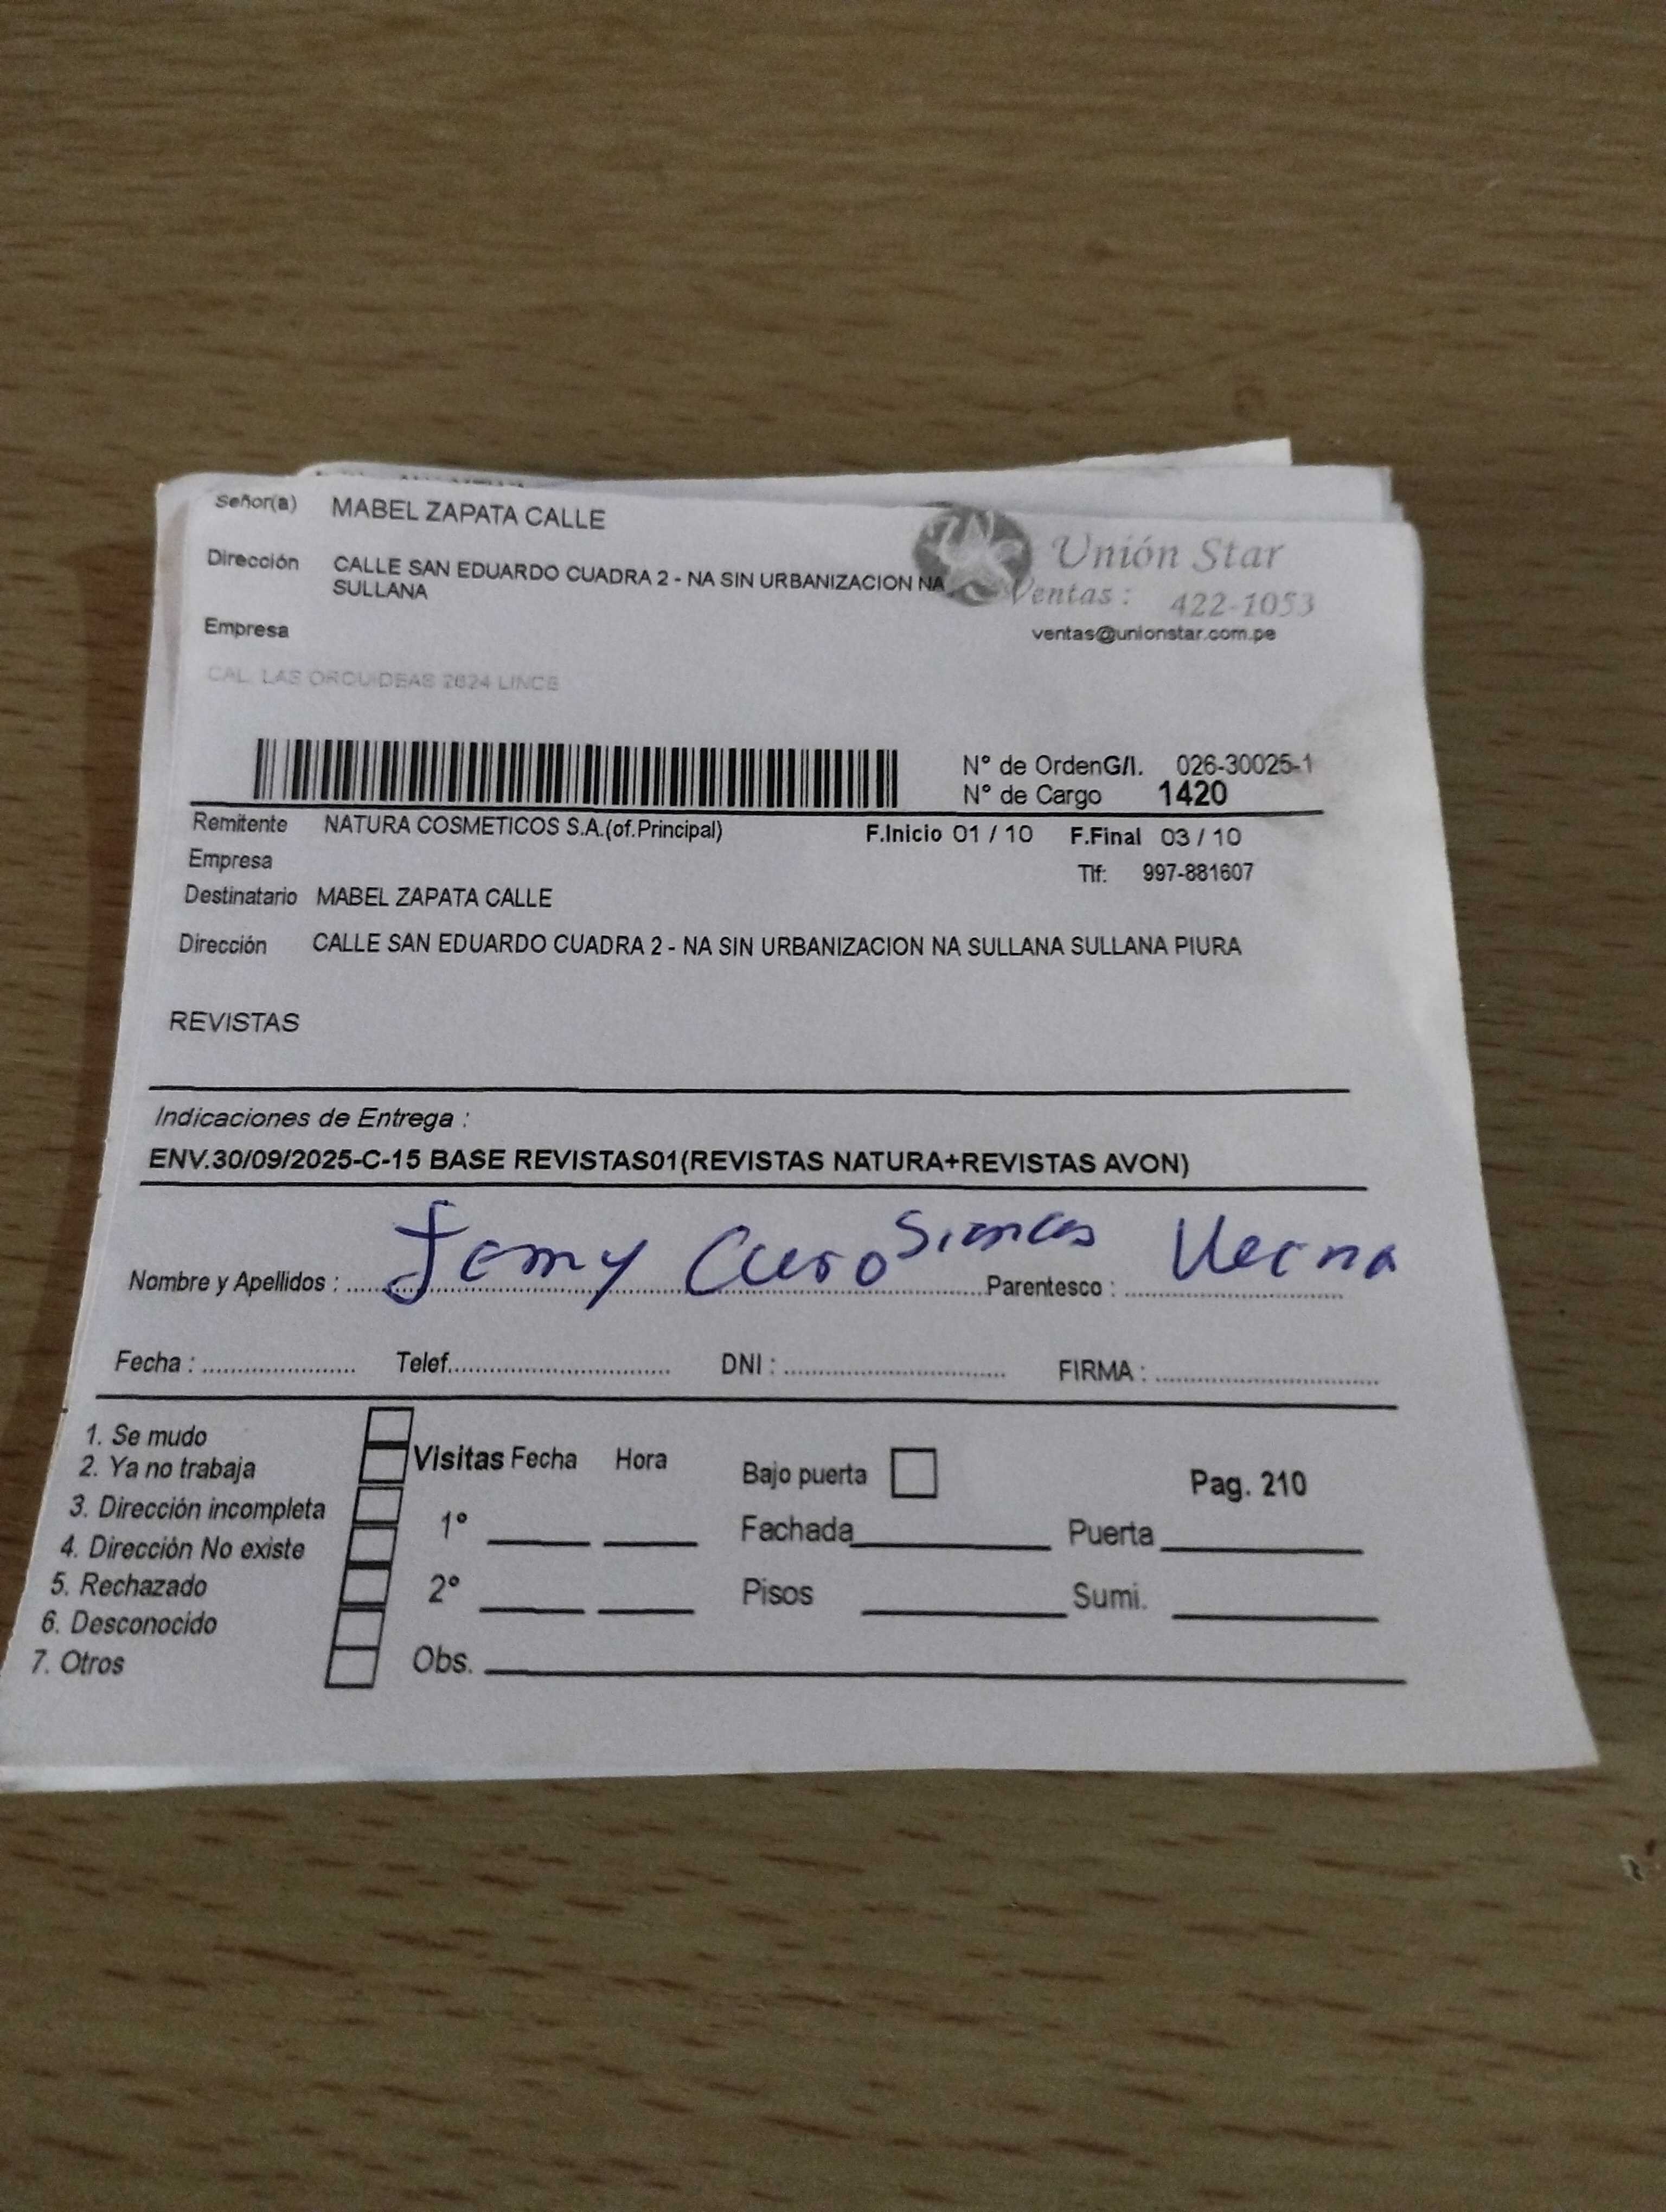 Señor(a) MABEL ZAPATA CALLE
Unión Star
Dirección CALLE SAN EDUARDO CUADRA 2 - NA SIN URBANIZACION NA
SULLANA
Ventas : 422-1053
Empresa
ventas@unionstar.com.pe
CAL. LAS ORQUIDEAS 2624 LINCE
N° de OrdenG/I. 026-30025-1
N° de Cargo 1420
Remitente NATURA COSMETICOS S.A.(of.Principal) F.Inicio 01 / 10 F.Final 03 / 10
Empresa Tlf: 997-881607
Destinatario MABEL ZAPATA CALLE
Dirección CALLE SAN EDUARDO CUADRA 2 - NA SIN URBANIZACION NA SULLANA SULLANA PIURA
REVISTAS
Indicaciones de Entrega :
ENV.30/09/2025-C-15 BASE REVISTAS01(REVISTAS NATURA+REVISTAS AVON)
Nombre y Apellidos : Curo Parentesco :
Fecha : Telef. DNI : FIRMA :
1. Se mudo
2. Ya no trabaja
3. Dirección incompleta
4. Dirección No existe
5. Rechazado
6. Desconocido
7. Otros
Visitas Fecha Hora
1°
2°
Obs.
Bajo puerta
Pag. 210
Fachada Puerta
Pisos Sumi.